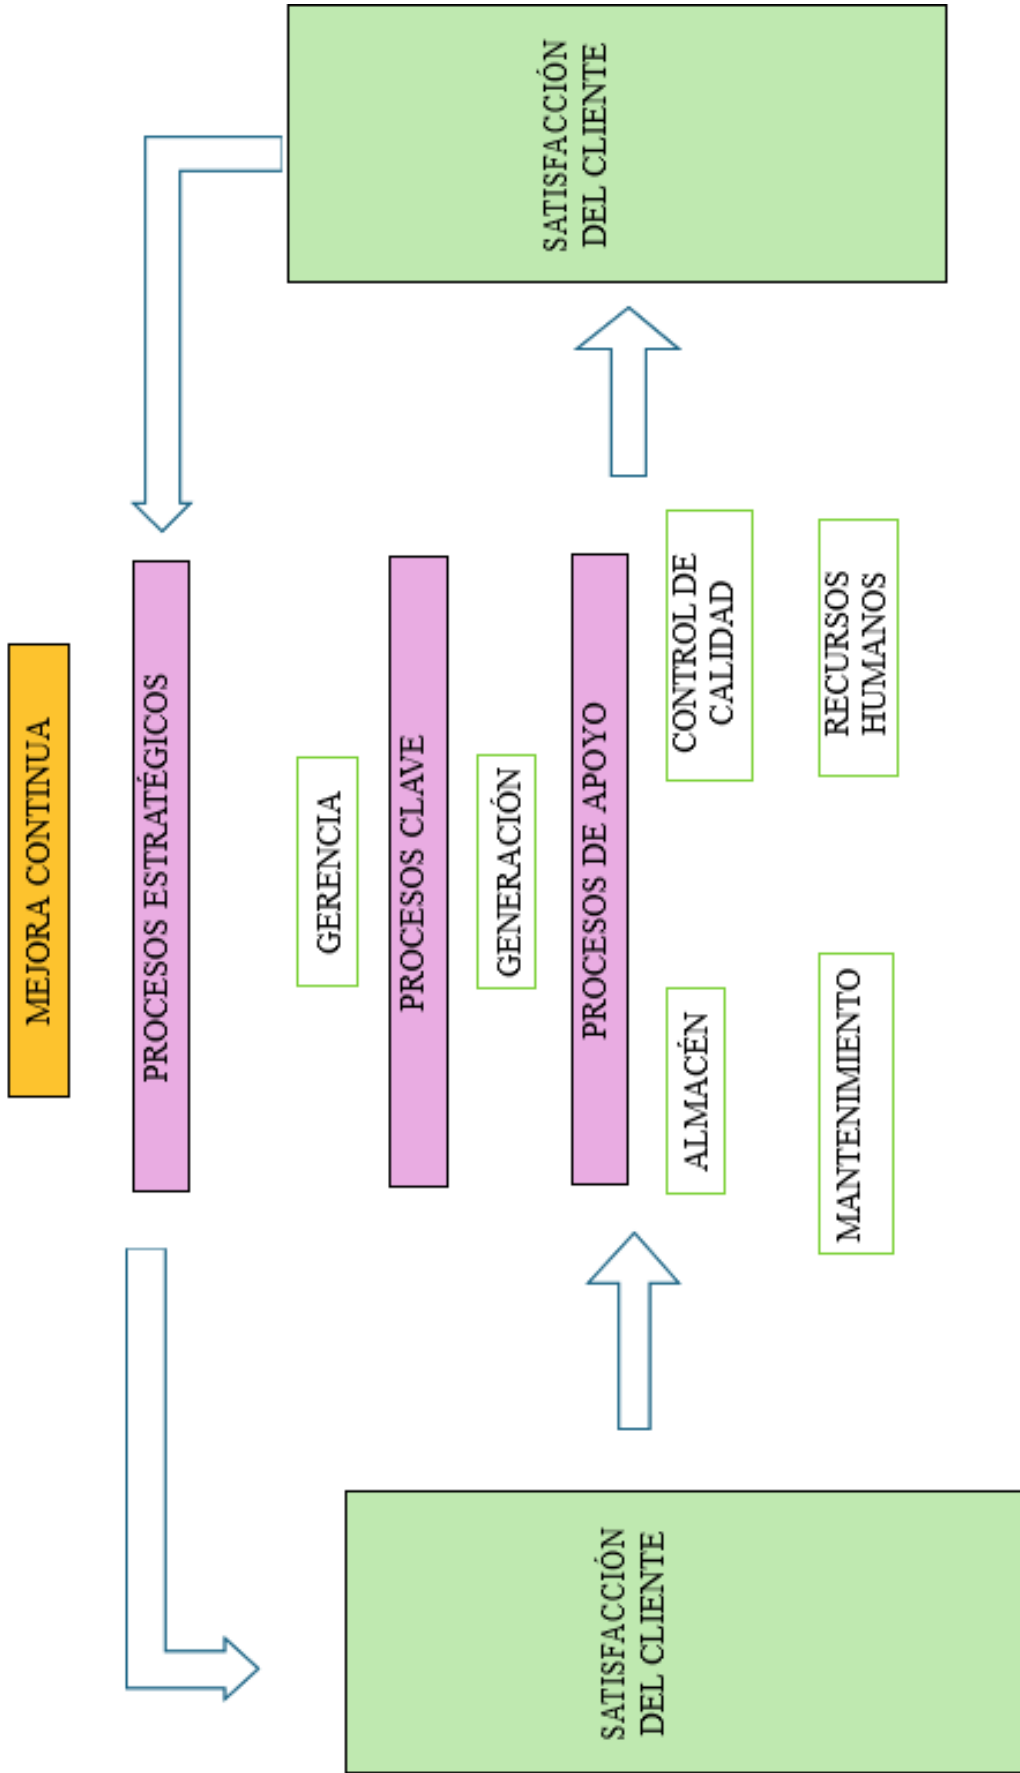 MEJORA CONTINUA
PROCESOS ESTRATÉGICOS
GERENCIA
PROCESOS CLAVE
GENERACIÓN
PROCESOS DE APOYO
ALMACÉN
CONTROL DE
CALIDAD
MANTENIMIENTO
RECURSOS
HUMANOS
SATISFACCIÓN
DEL CLIENTE
SATISFACCIÓN
DEL CLIENTE